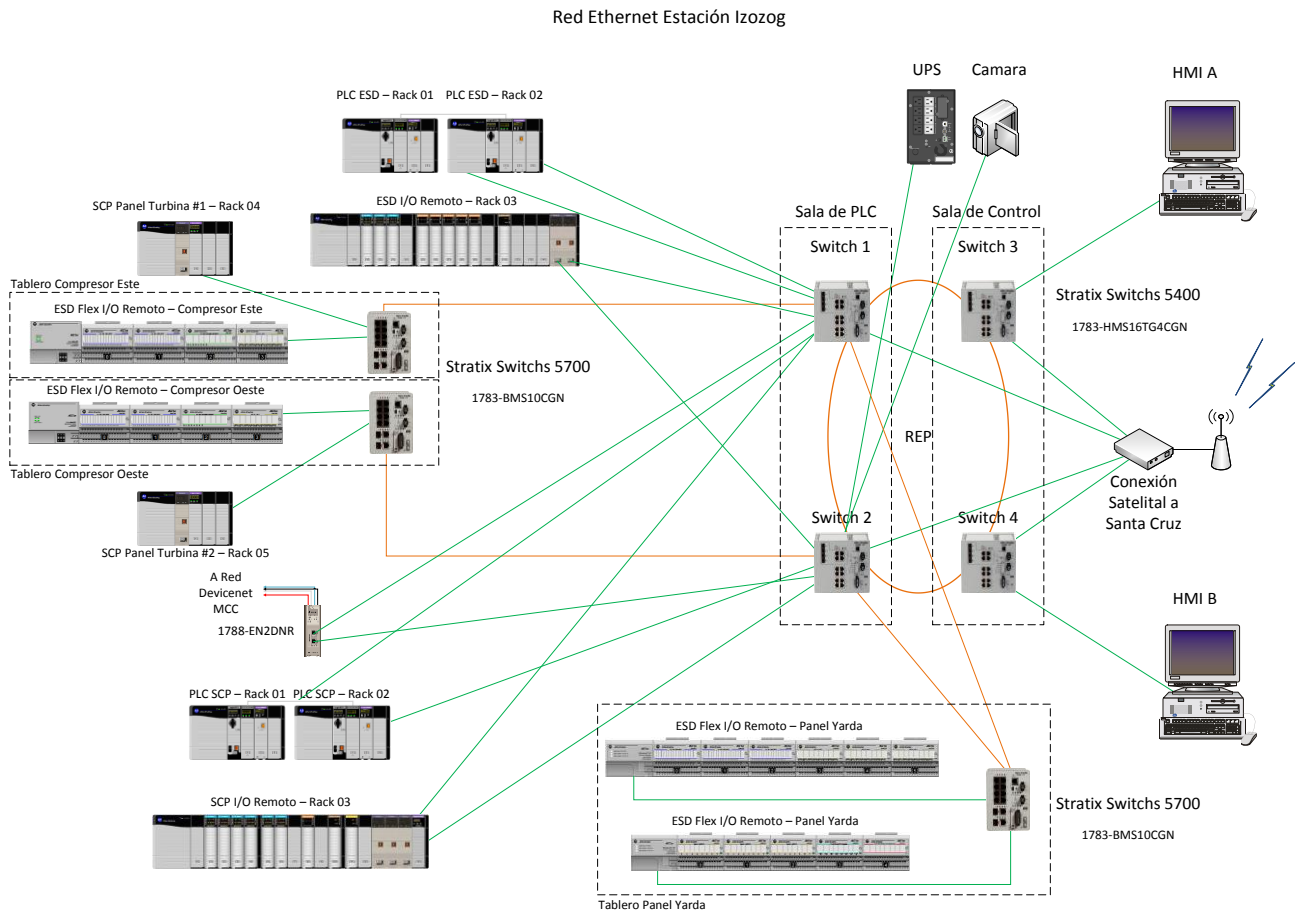 Red Ethernet Estación Izozog
UPS
Camara
HMI A
PLC ESD – Rack 01
PLC ESD – Rack 02
SCP Panel Turbina #1 – Rack 04
ESD I/O Remoto – Rack 03
Sala de PLC
Sala de Control
Switch 1
Switch 3
Tablero Compresor Este
ESD Flex I/O Remoto – Compresor Este
Stratix Switchs 5400
1783-HMS16TG4CGN
Stratix Switchs 5700
1783-BMS10CGN
ESD Flex I/O Remoto – Compresor Oeste
Tablero Compresor Oeste
REP
Conexión
Satelital a
Santa Cruz
Switch 2
Switch 4
SCP Panel Turbina #2 – Rack 05
A Red
Devicenet
MCC
1788-EN2DNR
HMI B
PLC SCP – Rack 01
PLC SCP – Rack 02
ESD Flex I/O Remoto – Panel Yarda
SCP I/O Remoto – Rack 03
ESD Flex I/O Remoto – Panel Yarda
Stratix Switchs 5700
1783-BMS10CGN
Tablero Panel Yarda